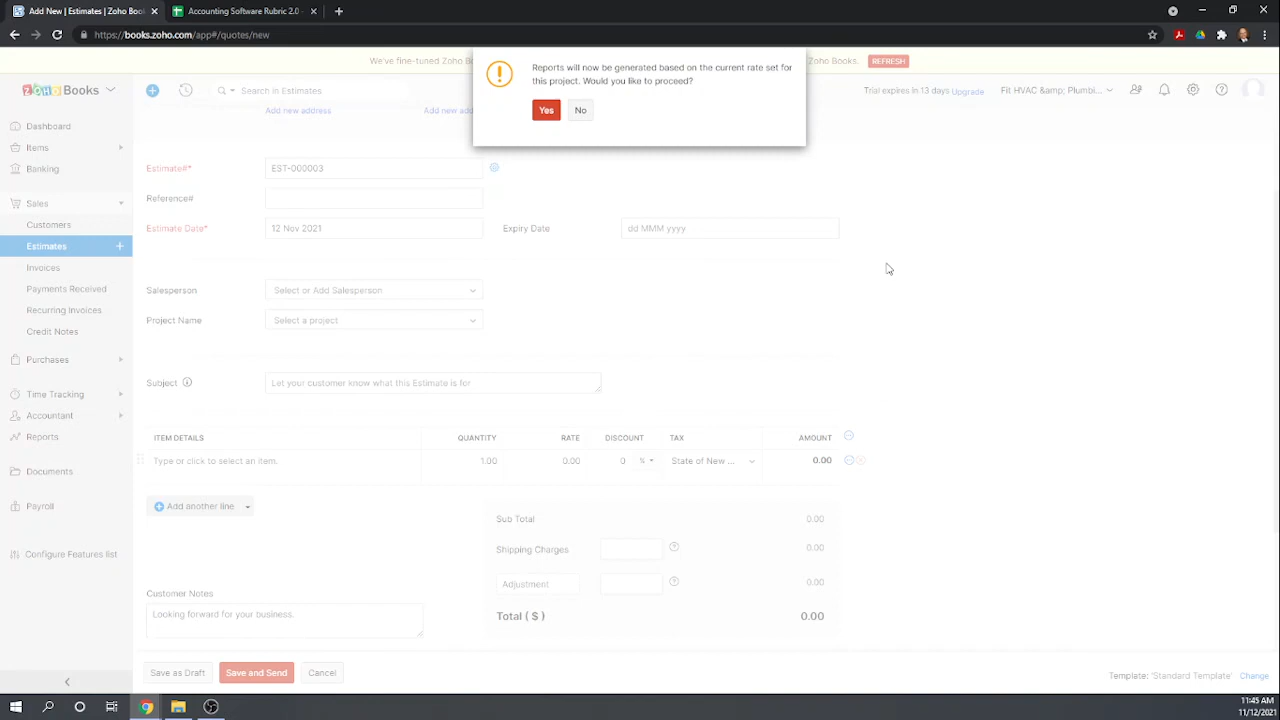 Add New | Estimates | Zoho Book
Accounting Software Rubric 2.0 -
https://books.zoho.com/app#/quotes/new
We've fine-tuned Zoho Boo
Zoho Books.
REFRESH
Reports will now be generated based on the current rate set for
this project. Would you like to proceed?
Yes
No
ZOHO Books
Search in Estimates
Trial expires in 13 days
Upgrade
Fit HVAC &amp; Plumbi...
Add new address
Add new add
Dashboard
Items
Banking
Sales
Customers
Estimates
Invoices
Payments Received
Recurring Invoices
Credit Notes
Purchases
Time Tracking
Accountant
Reports
Documents
Payroll
Configure Features list
Estimate#*
EST-000003
Reference#
Estimate Date*
12 Nov 2021
Expiry Date
dd MMM yyyy
Salesperson
Select or Add Salesperson
Project Name
Select a project
Subject
Let your customer know what this Estimate is for
ITEM DETAILS
QUANTITY
RATE
DISCOUNT
TAX
AMOUNT
Type or click to select an item.
1.00
0.00
0
%
State of New ...
0.00
Add another line
Sub Total
0.00
Shipping Charges
0.00
Adjustment
0.00
Total ( $ )
0.00
Customer Notes
Looking forward for your business.
Save as Draft
Save and Send
Cancel
Template: 'Standard Template'
Change
11:45 AM
11/12/2021